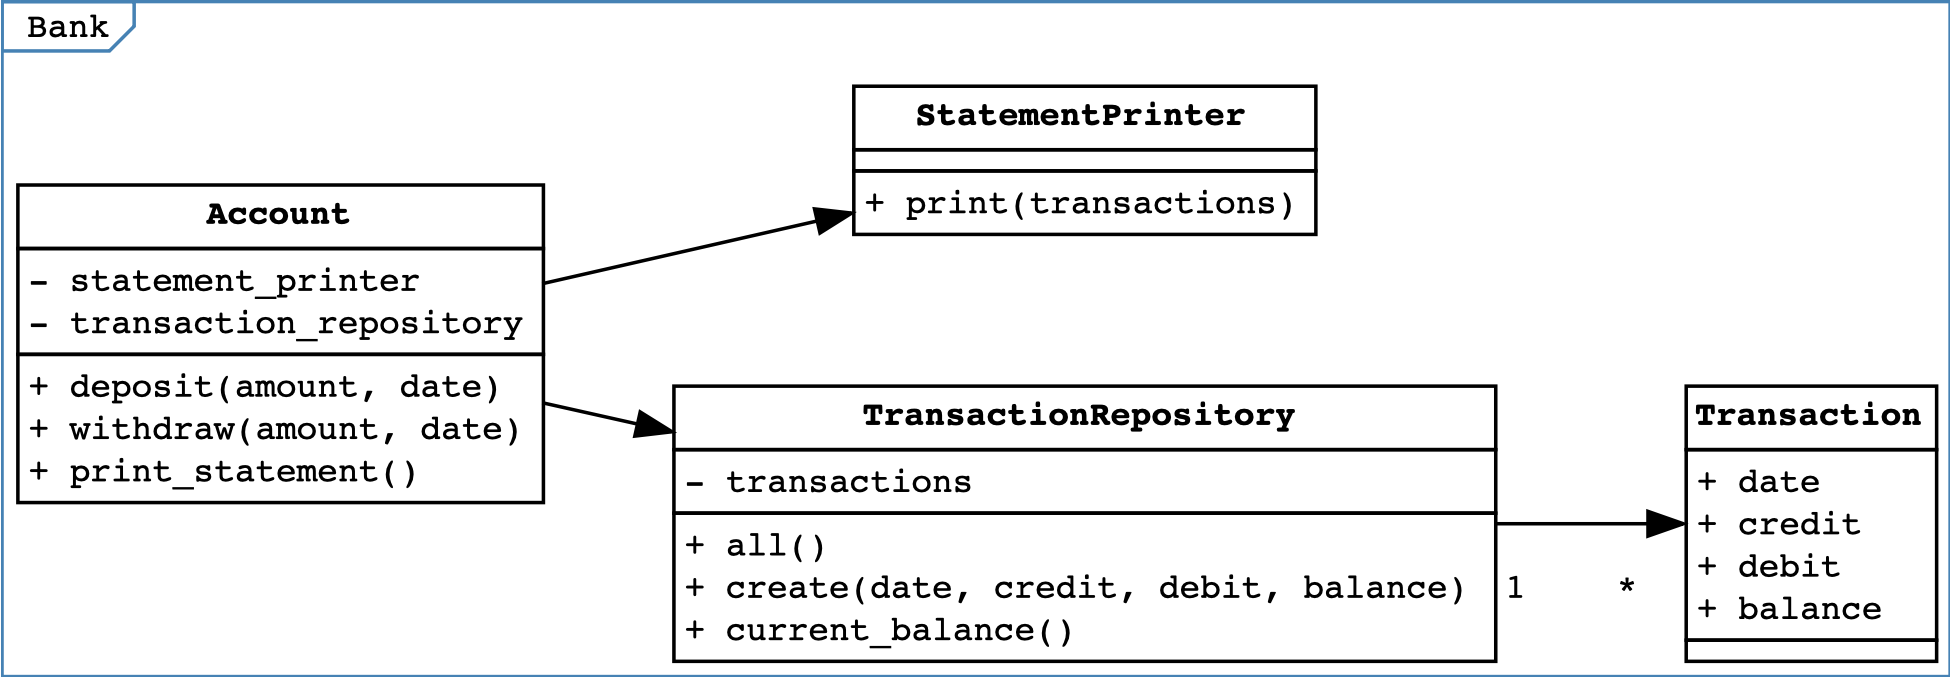 Bank
StatementPrinter
+ print(transactions)
Account
- statement_printer
- transaction_repository
+ deposit(amount, date)
+ withdraw(amount, date)
+ print_statement()
TransactionRepository
- transactions
+ all()
+ create(date, credit, debit, balance)
+ current_balance()
1 *
Transaction
+ date
+ credit
+ debit
+ balance